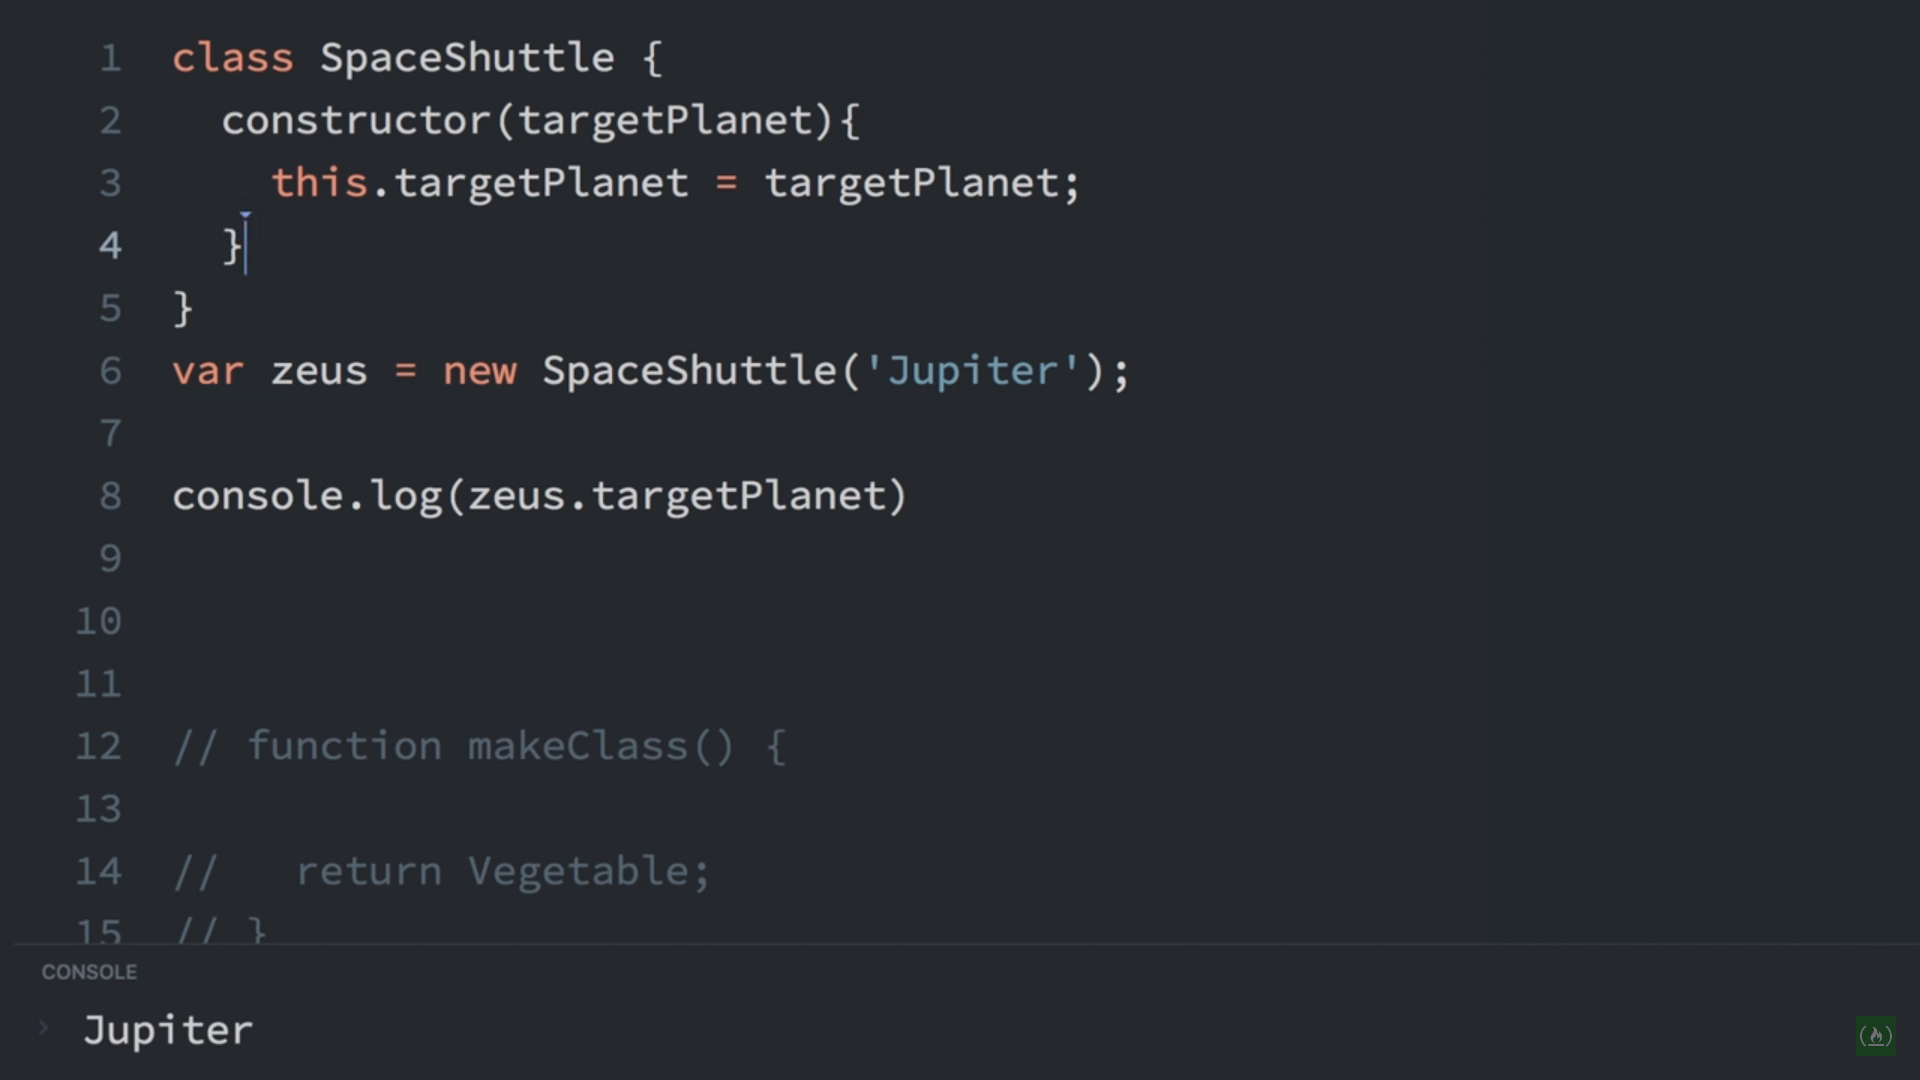 1 class SpaceShuttle {
2   constructor(targetPlanet){
3     this.targetPlanet = targetPlanet;
4   }
5 }
6 var zeus = new SpaceShuttle('Jupiter');
7
8 console.log(zeus.targetPlanet)
9
10
11
12 // function makeClass() {
13
14 //   return Vegetable;
15 // }
CONSOLE
› Jupiter